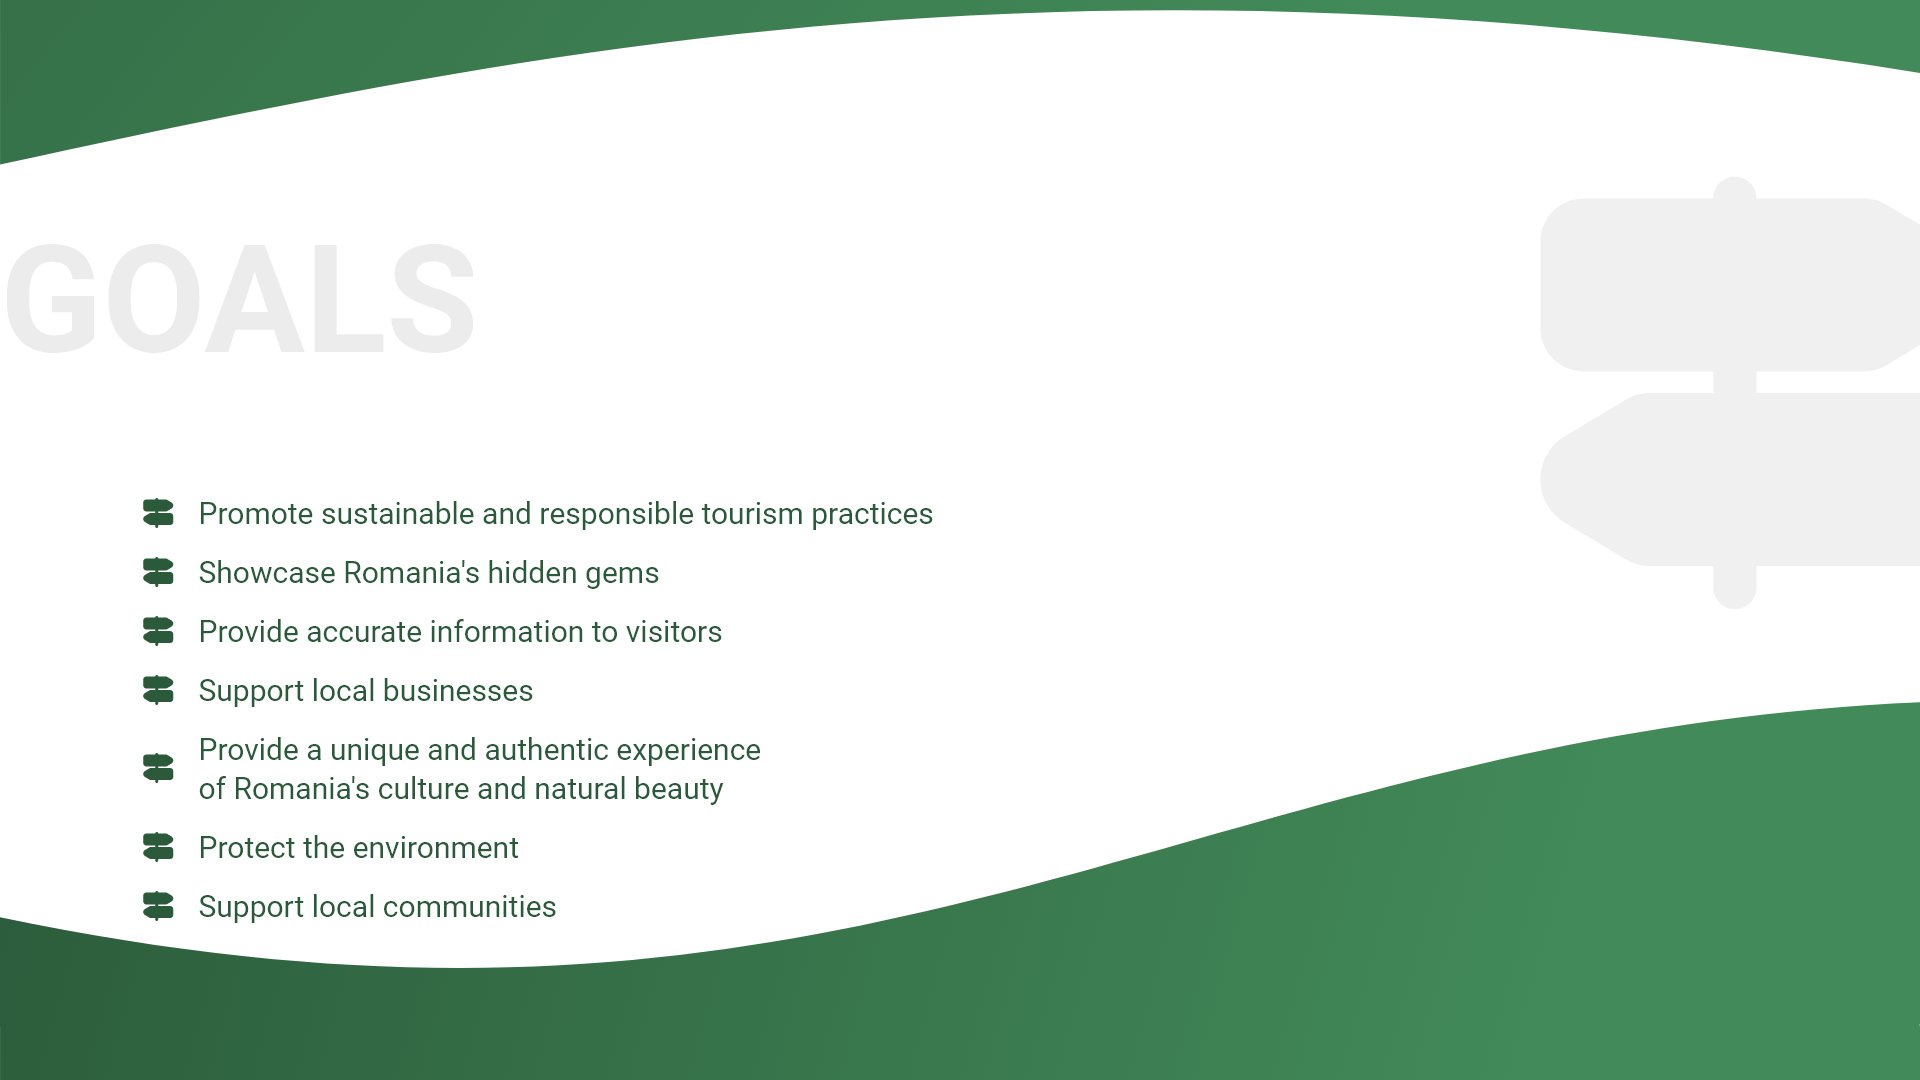 GOALS
Promote sustainable and responsible tourism practices
Showcase Romania's hidden gems
Provide accurate information to visitors
Support local businesses
Provide a unique and authentic experience
of Romania's culture and natural beauty
Protect the environment
Support local communities